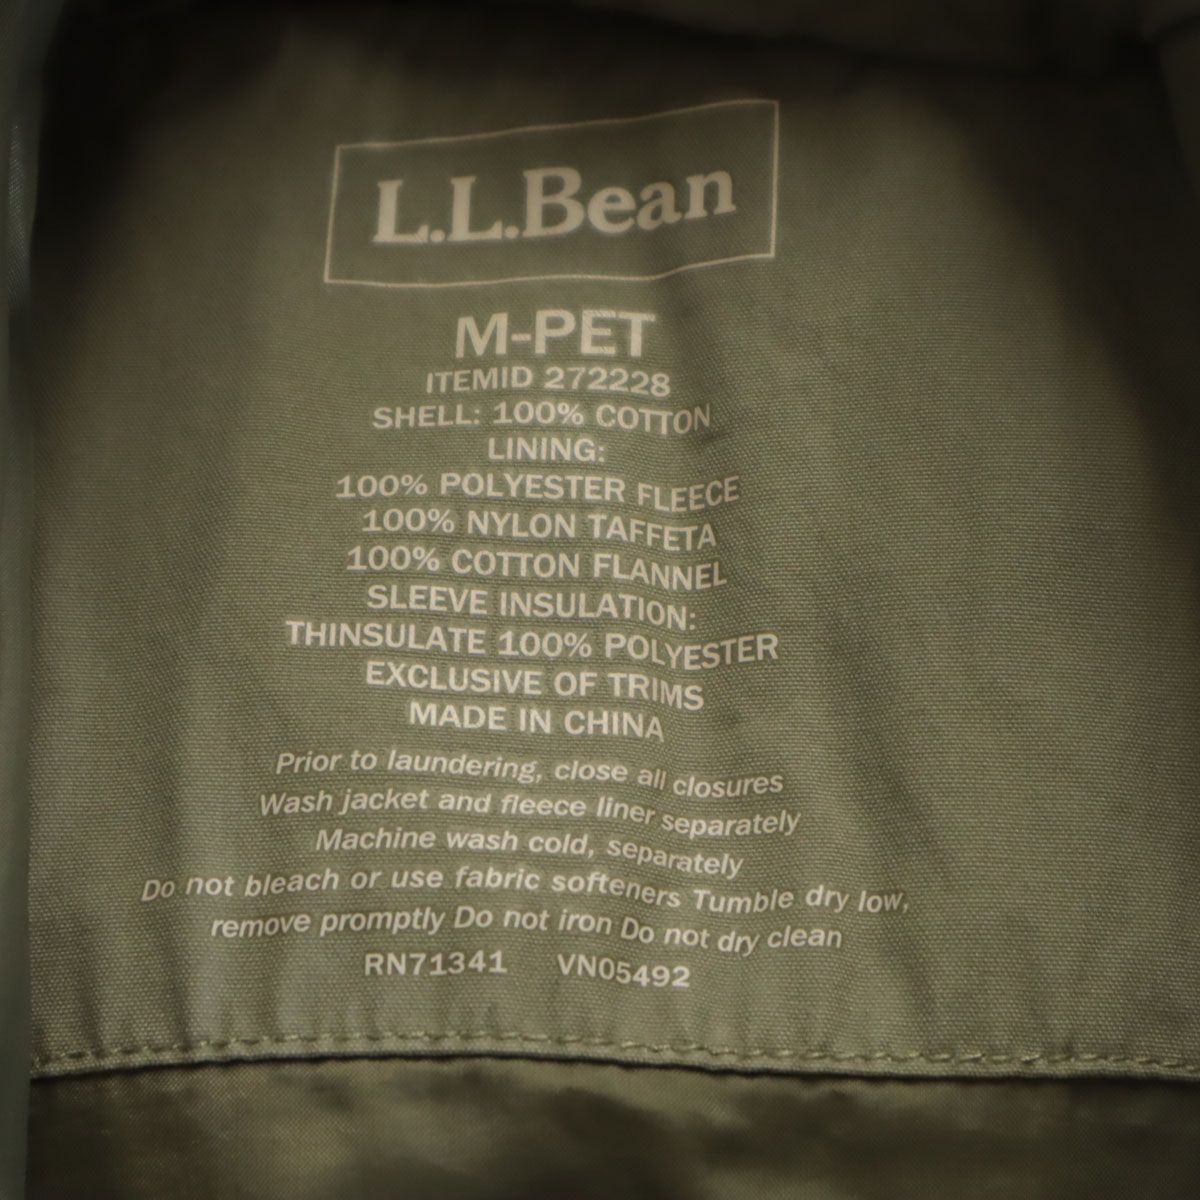 L.L.Bean
M-PET
ITEMID 272228
SHELL: 100% COTTON
LINING:
100% POLYESTER FLEECE
100% NYLON TAFFETA
100% COTTON FLANNEL
SLEEVE INSULATION:
THINSULATE 100% POLYESTER
EXCLUSIVE OF TRIMS
MADE IN CHINA
Prior to laundering, close all closures
Wash jacket and fleece liner separately
Machine wash cold, separately
Do not bleach or use fabric softeners Tumble dry low,
remove promptly Do not iron Do not dry clean
RN71341 VN05492